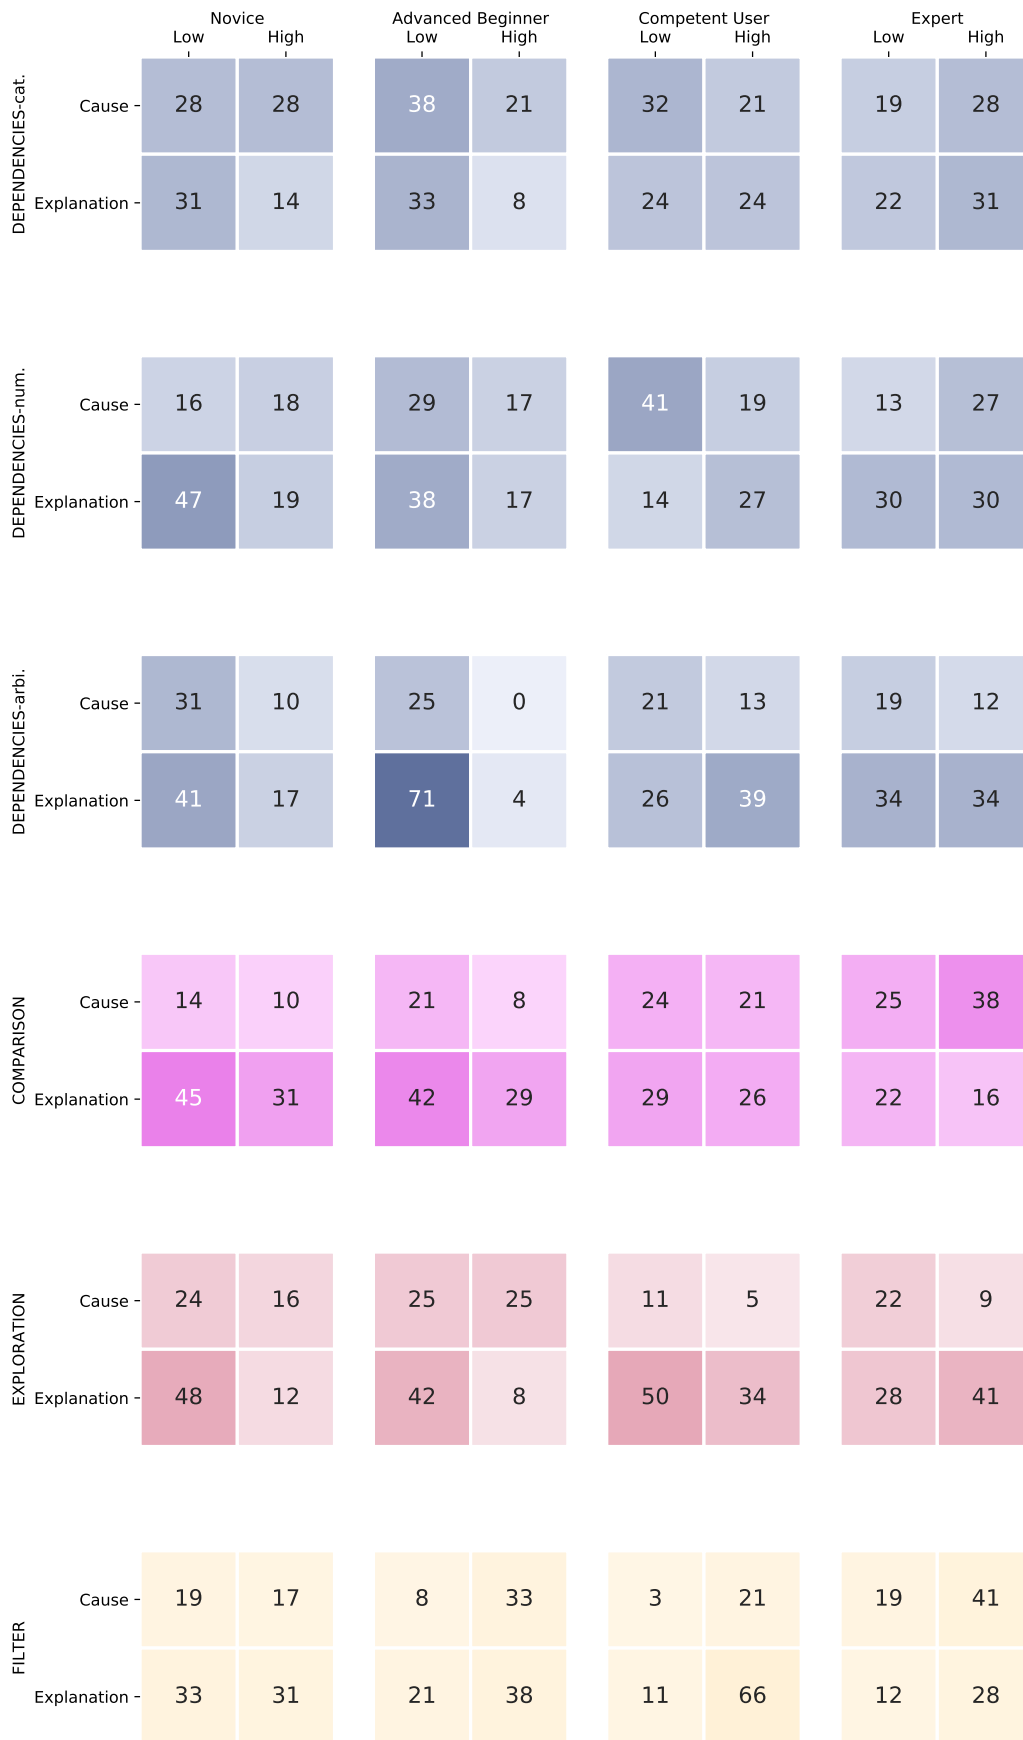 Novice Advanced Beginner Competent User Expert
Low High Low High Low High Low High
DEPENDENCIES-cat.
Cause 28 28 38 21 32 21 19 28
Explanation 31 14 33 8 24 24 22 31
DEPENDENCIES-num.
Cause 16 18 29 17 41 19 13 27
Explanation 47 19 38 17 14 27 30 30
DEPENDENCIES-arbi.
Cause 31 10 25 0 21 13 19 12
Explanation 41 17 71 4 26 39 34 34
COMPARISON
Cause 14 10 21 8 24 21 25 38
Explanation 45 31 42 29 29 26 22 16
EXPLORATION
Cause 24 16 25 25 11 5 22 9
Explanation 48 12 42 8 50 34 28 41
FILTER
Cause 19 17 8 33 3 21 19 41
Explanation 33 31 21 38 11 66 12 28